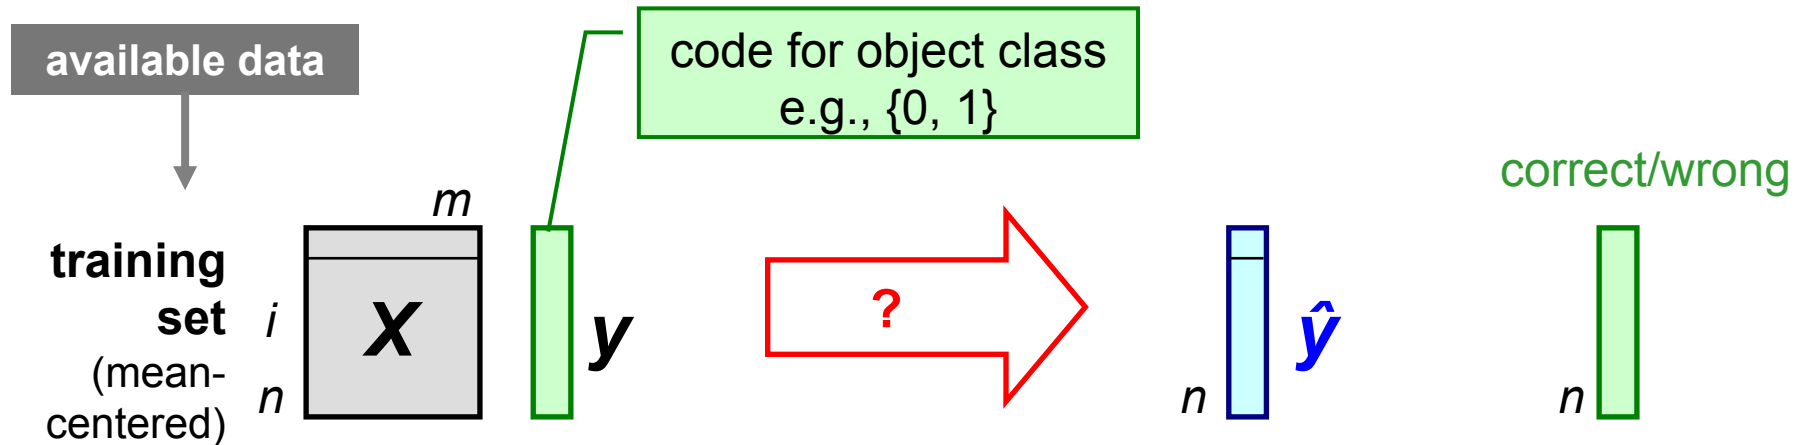 available data
code for object class
e.g., {0, 1}
correct/wrong
m
training
set
(mean-
centered)
i
n
X
y
?
n
ŷ
n